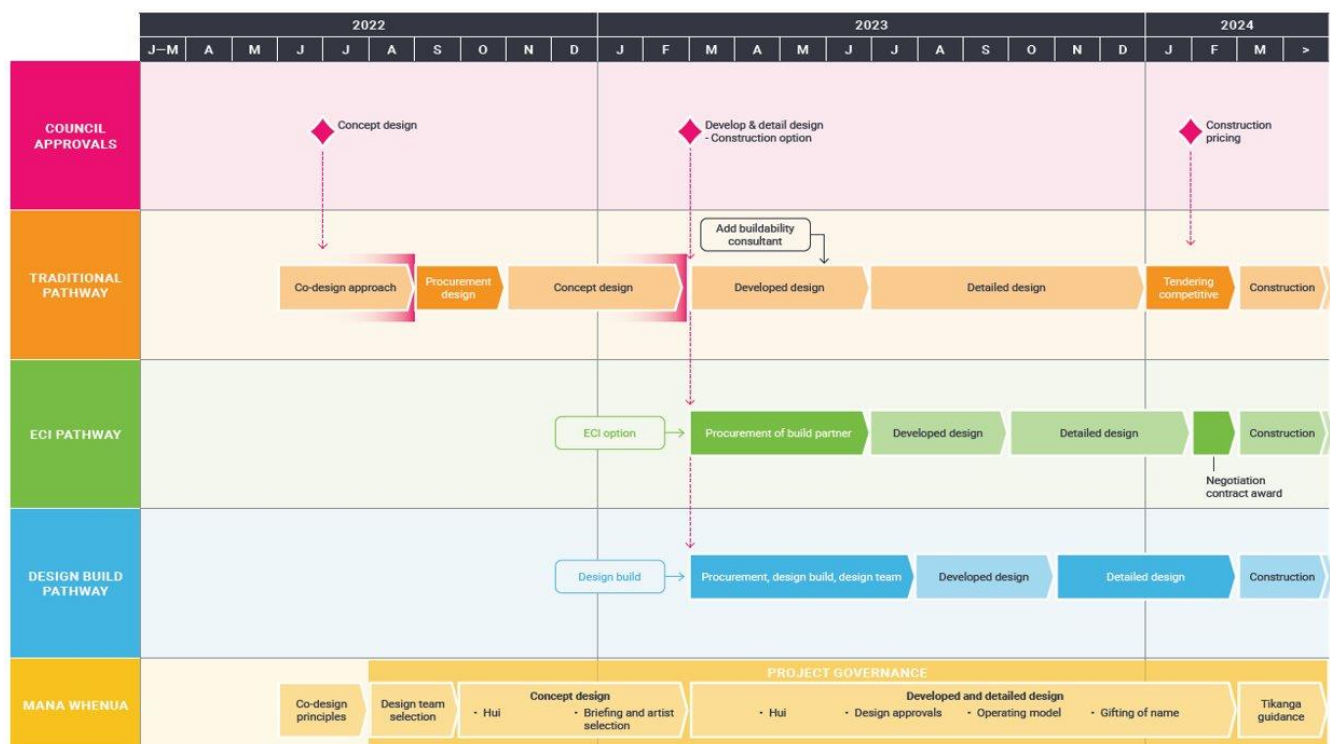 2022 2023 2024
J–M A M J J A S O N D J F M A M J J A S O N D J F M >
COUNCIL
APPROVALS
Concept design
Develop & detail design
- Construction option
Construction
pricing
TRADITIONAL
PATHWAY
Add buildability
consultant
Co-design approach
Procurement
design
Concept design
Developed design
Detailed design
Tendering
competitive
Construction
ECI PATHWAY
ECI option
Procurement of build partner
Developed design
Detailed design
Construction
Negotiation
contract award
DESIGN BUILD
PATHWAY
Design build
Procurement, design build, design team
Developed design
Detailed design
Construction
MANA WHENUA
PROJECT GOVERNANCE
Co-design
principles
Design team
selection
Concept design
- Hui
- Briefing and artist
selection
Developed and detailed design
- Hui
- Design approvals
- Operating model
- Gifting of name
Tikanga
guidance